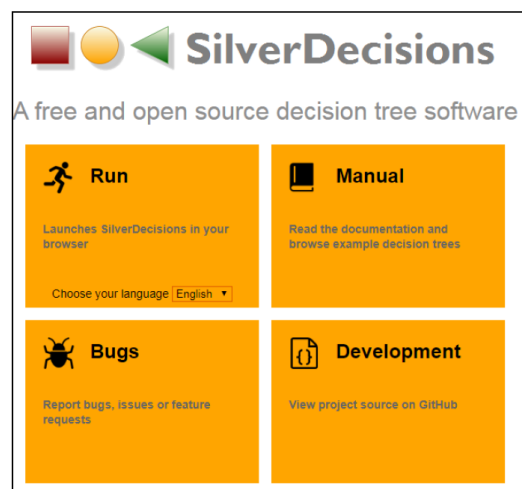 SilverDecisions
A free and open source decision tree software
Run
Launches SilverDecisions in your
browser
Choose your language English
Manual
Read the documentation and
browse example decision trees
Bugs
Report bugs, issues or feature
requests
{}
Development
View project source on GitHub